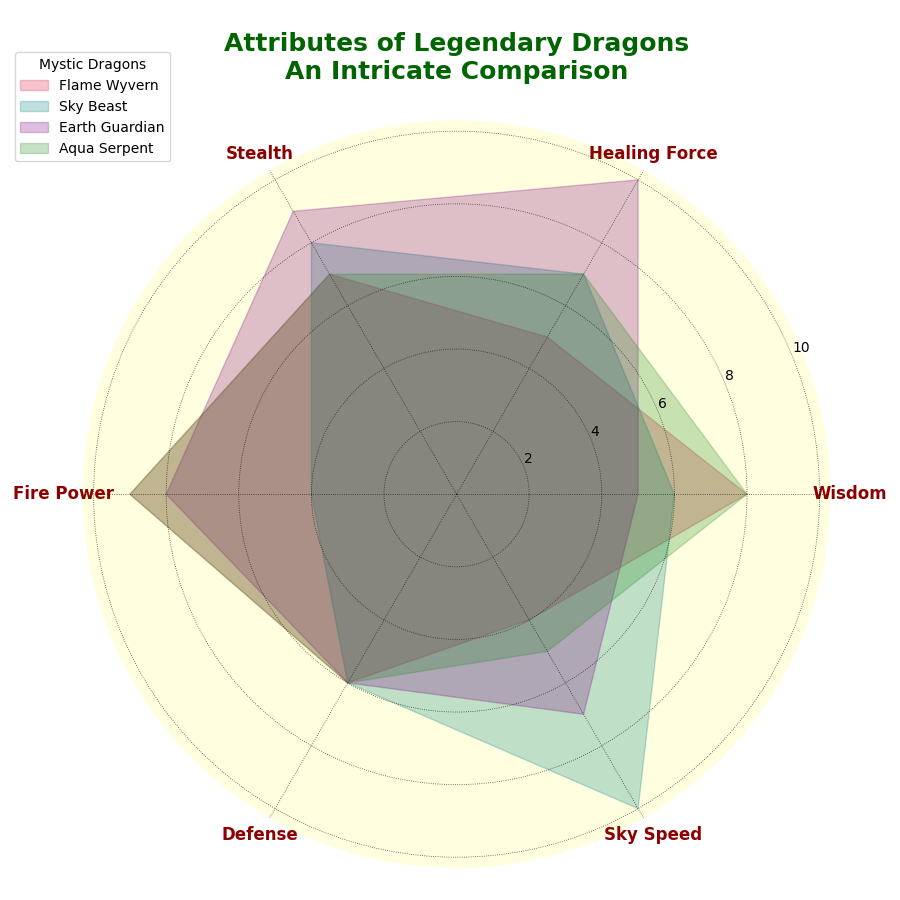 Attributes of Legendary Dragons
An Intricate Comparison
Mystic Dragons
Flame Wyvern
Sky Beast
Earth Guardian
Aqua Serpent
Stealth
Healing Force
Fire Power
Wisdom
Defense
Sky Speed
2
4
6
8
10